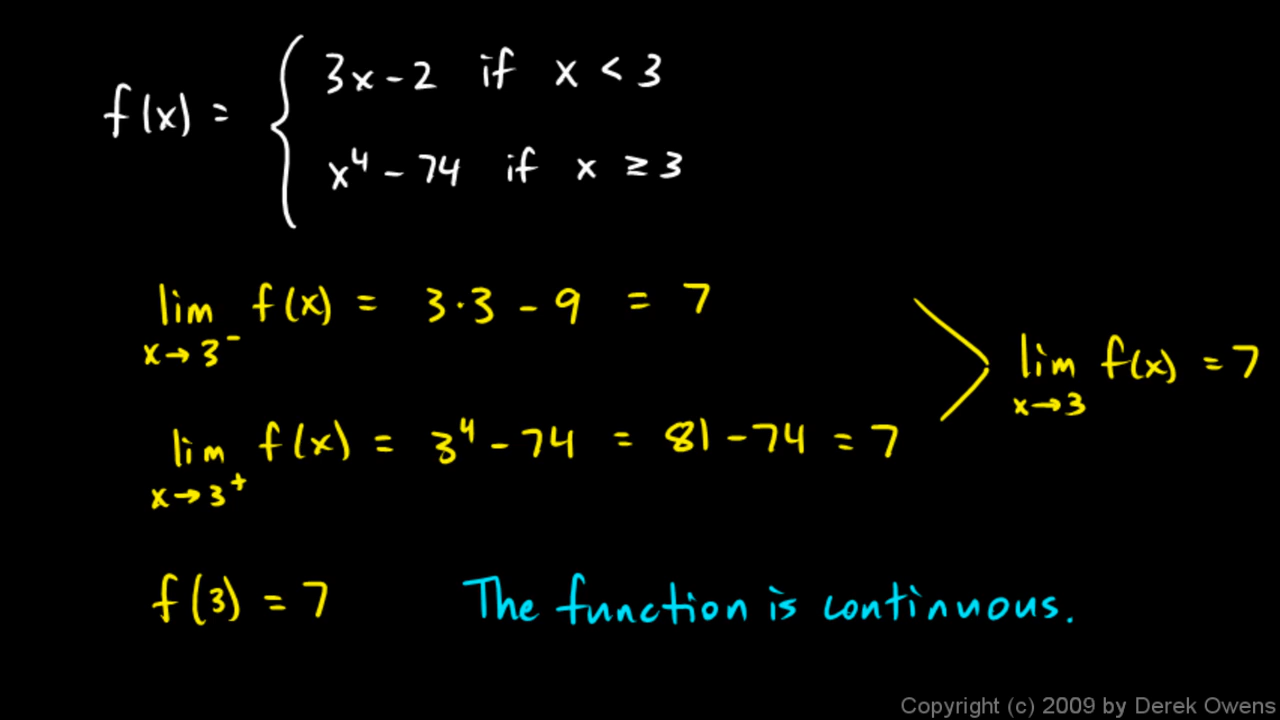 f(x) = { 3x - 2 if x < 3
x⁴ - 74 if x ≥ 3
lim x→3⁻ f(x) = 3·3 - 9 = 7
lim x→3 f(x) = 7
lim x→3⁺ f(x) = 3⁴ - 74 = 81 - 74 = 7
f(3) = 7 The function is continuous.
Copyright (c) 2009 by Derek Owens